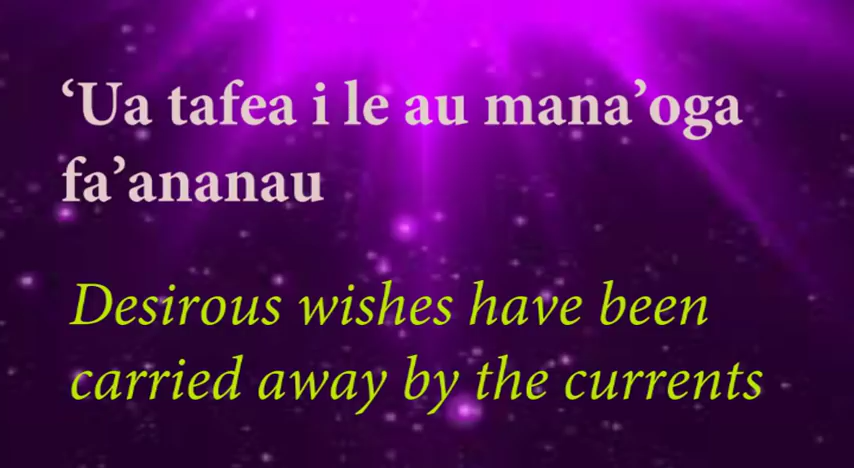 ‘Ua tafea i le au mana’oga
fa’ananau
Desirous wishes have been
carried away by the currents